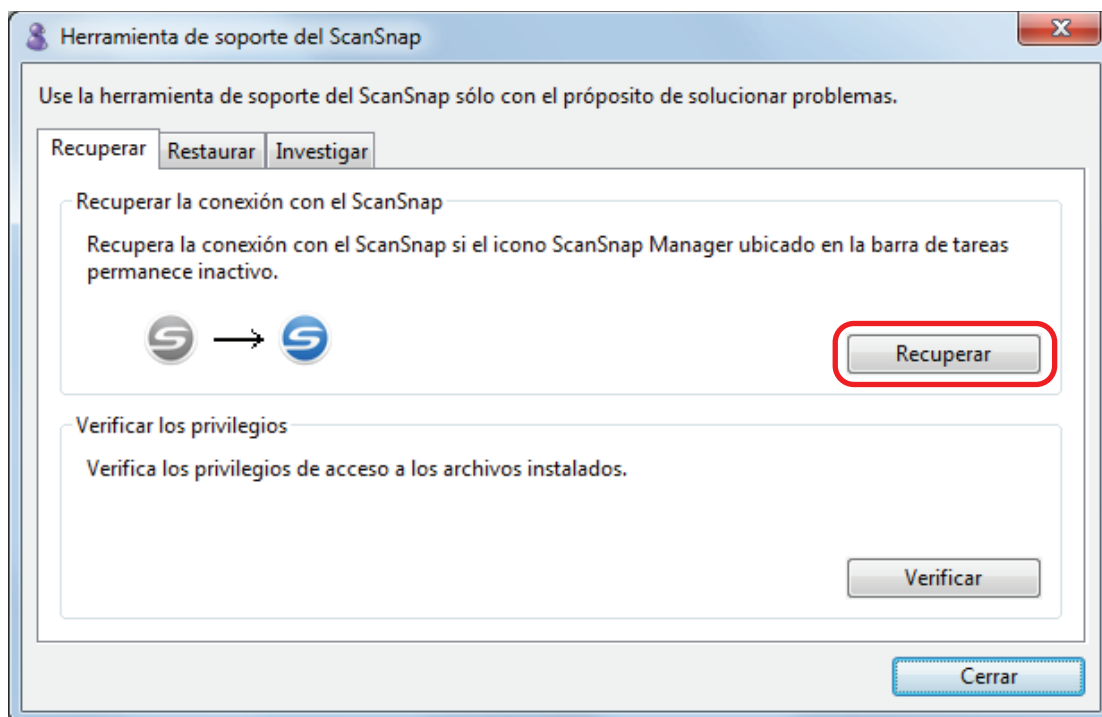 Herramienta de soporte del ScanSnap
Use la herramienta de soporte del ScanSnap sólo con el próposito de solucionar problemas.
Recuperar Restaurar Investigar
Recuperar la conexión con el ScanSnap
Recupera la conexión con el ScanSnap si el icono ScanSnap Manager ubicado en la barra de tareas
permanece inactivo.
Recuperar
Verificar los privilegios
Verifica los privilegios de acceso a los archivos instalados.
Verificar
Cerrar